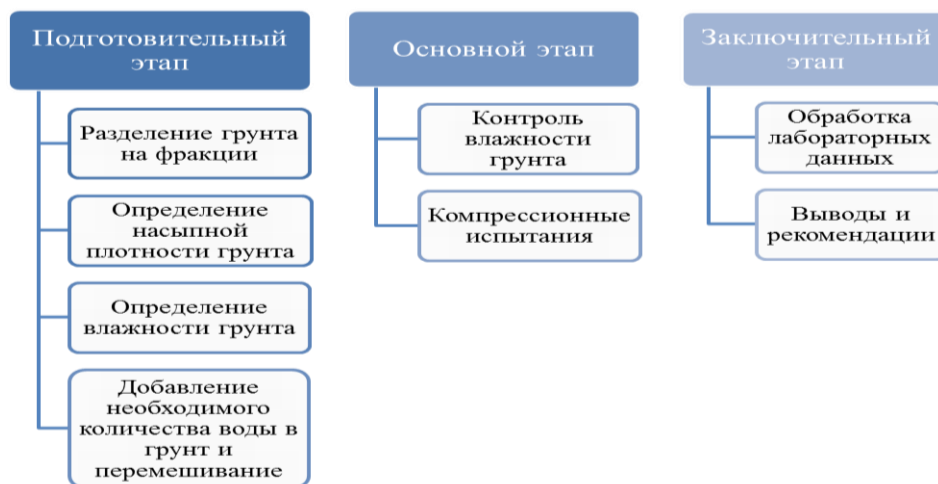 Подготовительный
этап
Разделение грунта
на фракции
Определение
насыпной
плотности грунта
Определение
влажности грунта
Добавление
необходимого
количества воды в
грунт и
перемешивание
Основной этап
Контроль
влажности
грунта
Компрессионные
испытания
Заключительный
этап
Обработка
лабораторных
данных
Выводы и
рекомендации